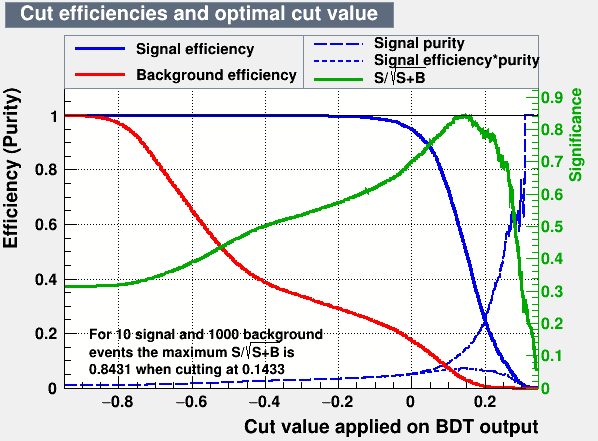 Cut efficiencies and optimal cut value
Signal efficiency
Background efficiency
Signal purity
Signal efficiency*purity
S/√S+B
Efficiency (Purity)
1
0.8
0.6
0.4
0.2
0
0.9
0.8
0.7
0.6
0.5
0.4
0.3
0.2
0.1
0
Significance
For 10 signal and 1000 background
events the maximum S/√S+B is
0.8431 when cutting at 0.1433
−0.8 −0.6 −0.4 −0.2 0 0.2
Cut value applied on BDT output